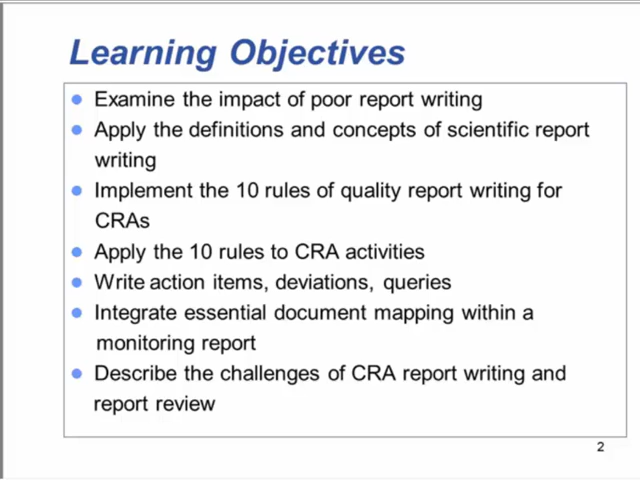 Learning Objectives
Examine the impact of poor report writing
Apply the definitions and concepts of scientific report
writing
Implement the 10 rules of quality report writing for
CRAs
Apply the 10 rules to CRA activities
Write action items, deviations, queries
Integrate essential document mapping within a
monitoring report
Describe the challenges of CRA report writing and
report review
2